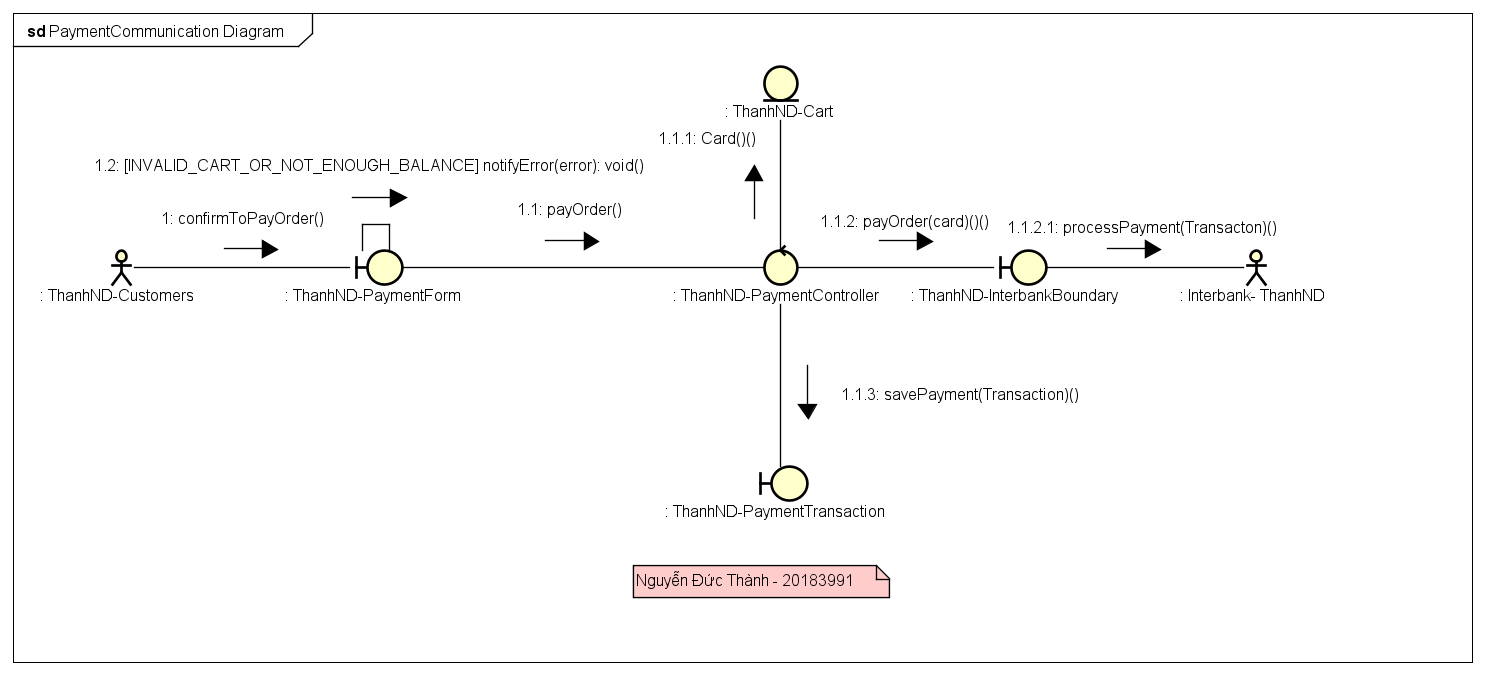 sd PaymentCommunication Diagram
: ThanhND-Cart
1.1.1: Card()()
1.2: [INVALID_CART_OR_NOT_ENOUGH_BALANCE] notifyError(error): void()
1: confirmToPayOrder()
1.1: payOrder()
1.1.2: payOrder(card)()()
1.1.2.1: processPayment(Transacton)()
: ThanhND-Customers
: ThanhND-PaymentForm
: ThanhND-PaymentController
: ThanhND-InterbankBoundary
: Interbank- ThanhND
1.1.3: savePayment(Transaction)()
: ThanhND-PaymentTransaction
Nguyễn Đức Thành - 20183991